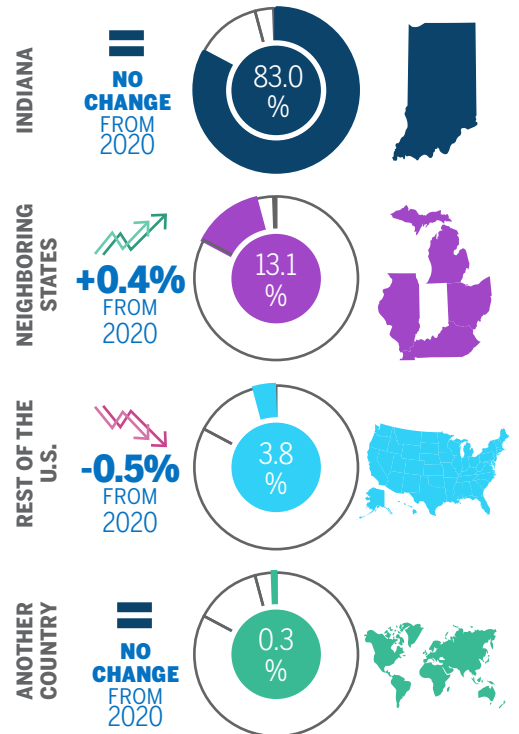 INDIANA
NO
CHANGE
FROM
2020
83.0
%
NEIGHBORING
STATES
+0.4%
FROM
2020
13.1
%
REST OF THE
U.S.
-0.5%
FROM
2020
3.8
%
ANOTHER
COUNTRY
NO
CHANGE
FROM
2020
0.3
%